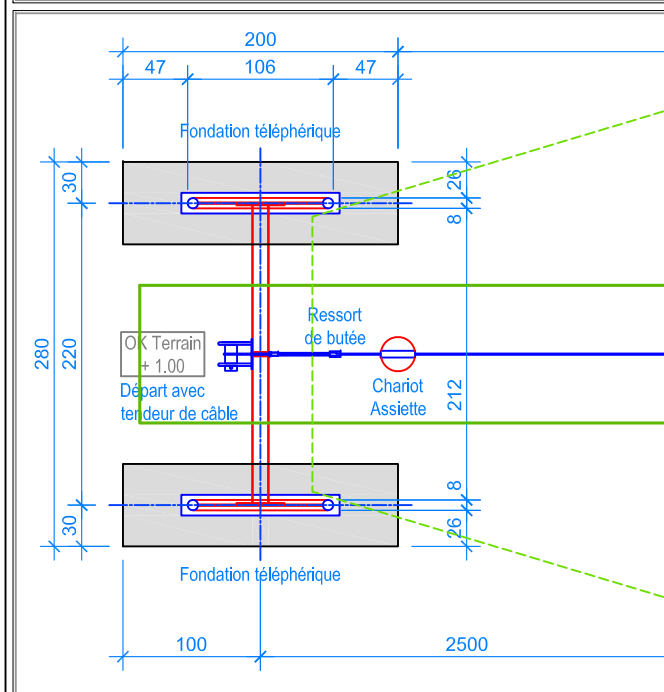 200
47 106 47
Fondation téléphérique
30
26
8
280
220
212
OK Terrain
+ 1.00
Départ avec
tendeur de câble
Ressort
de butée
Chariot
Assiette
30
8
26
Fondation téléphérique
100
2500